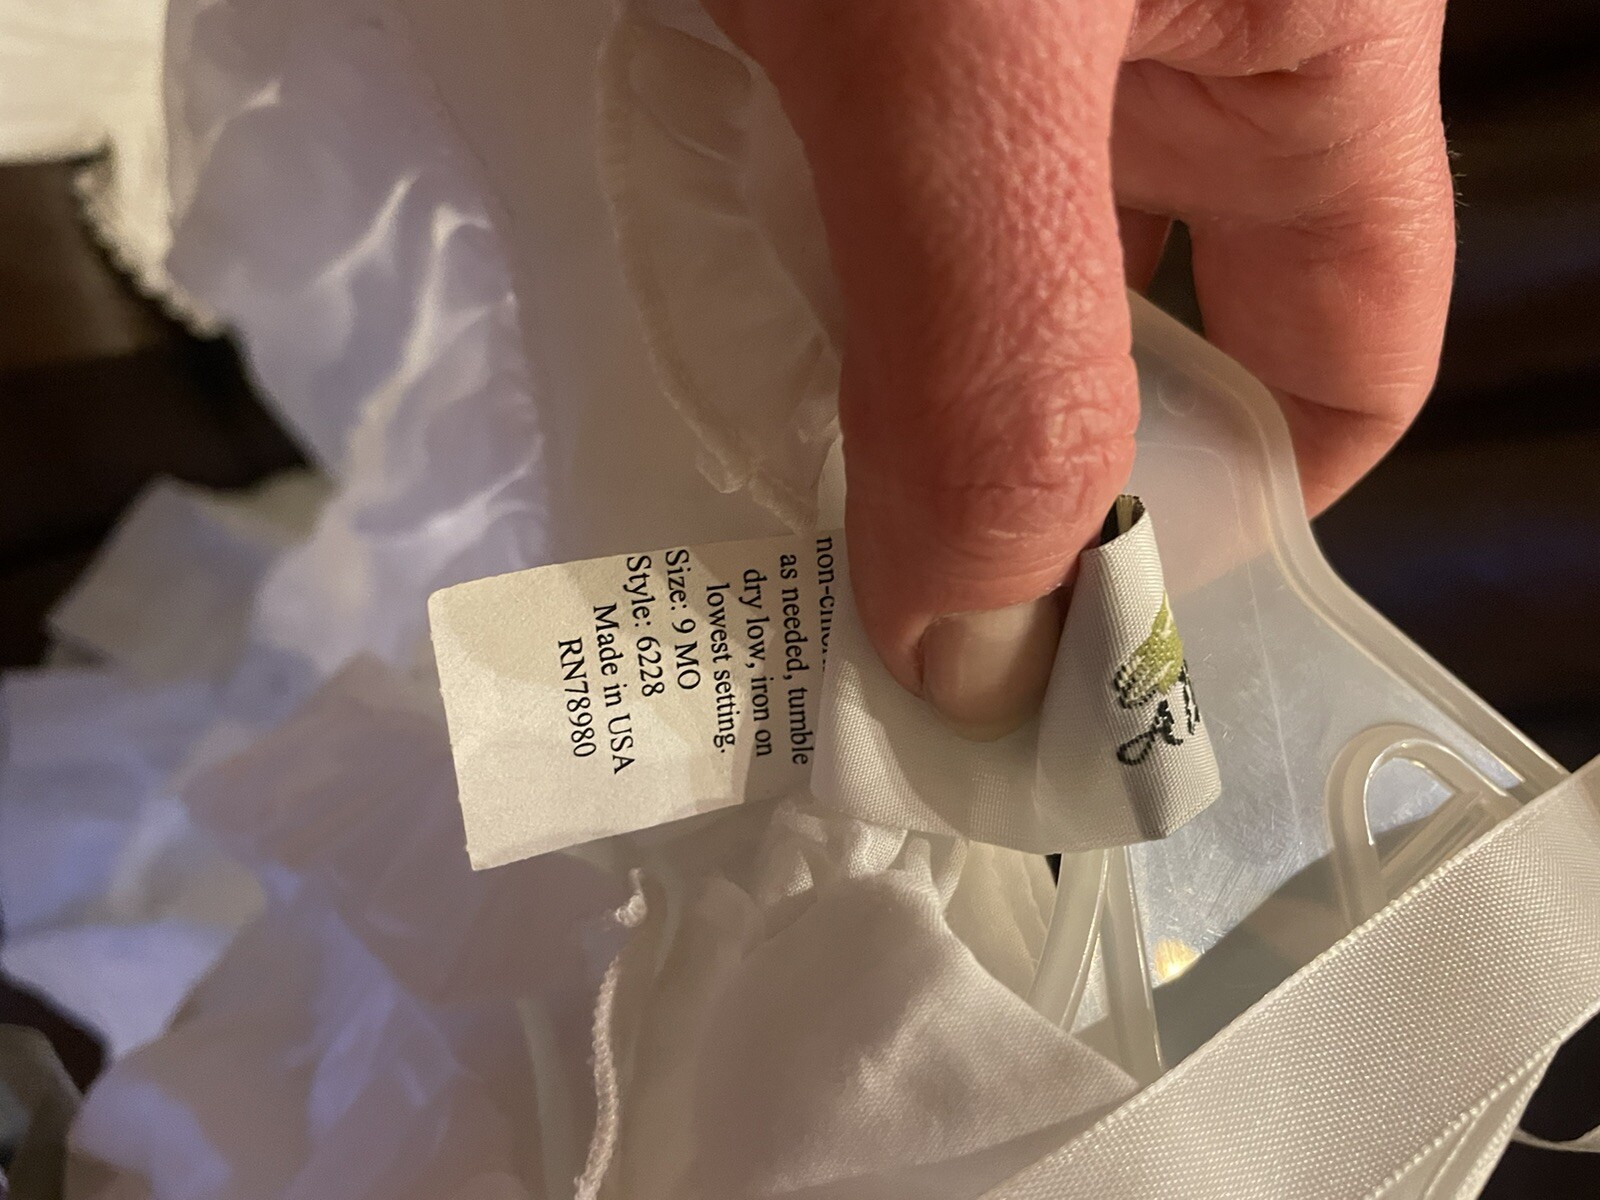 as needed, tumble
dry low, iron on
lowest setting.
Size: 9 MO
Style: 6228
Made in USA
RN78980